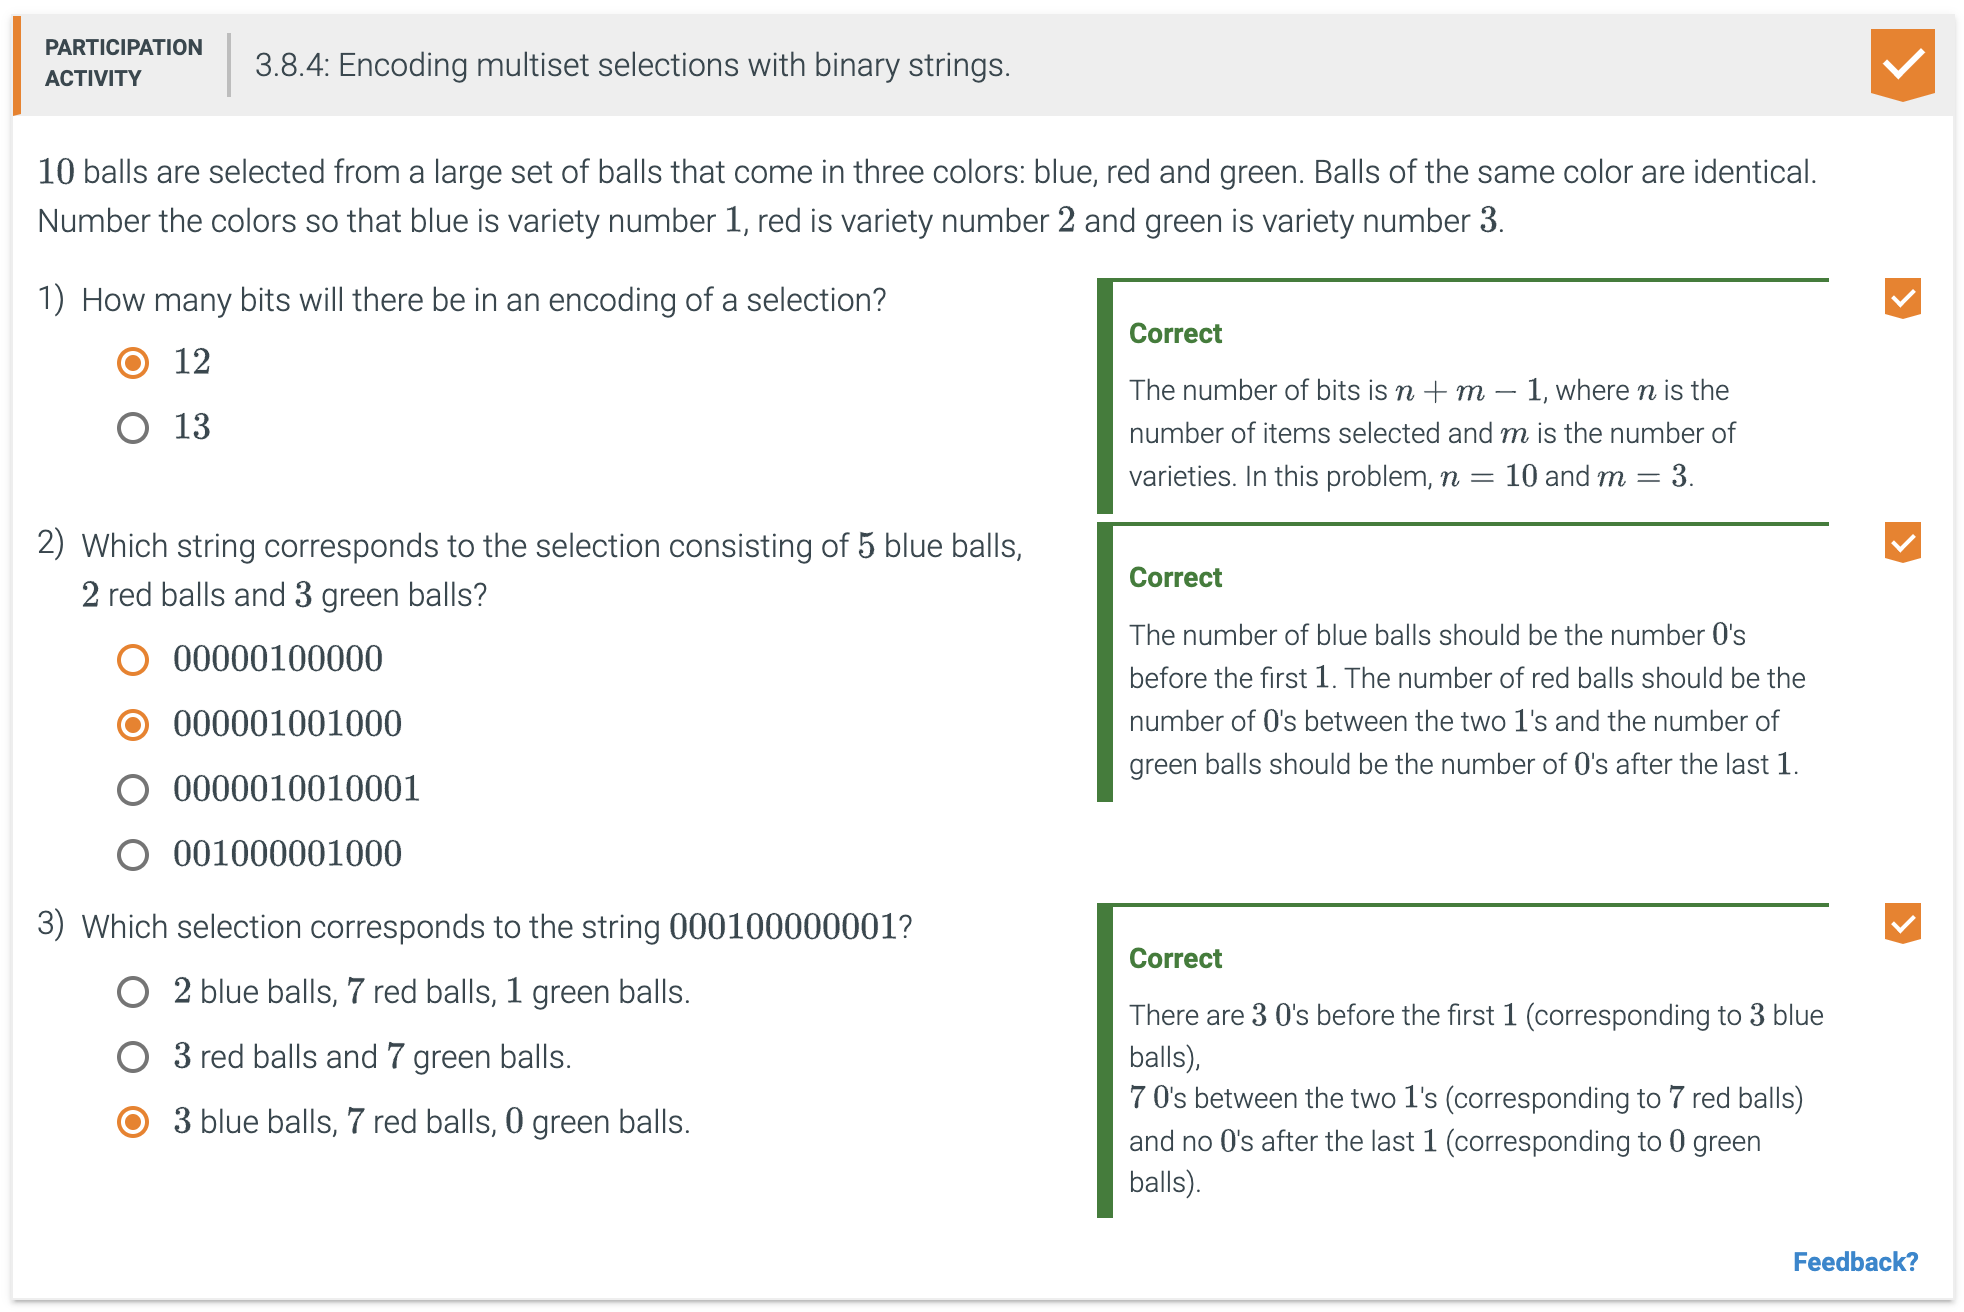 PARTICIPATION
ACTIVITY
3.8.4: Encoding multiset selections with binary strings.
10 balls are selected from a large set of balls that come in three colors: blue, red and green. Balls of the same color are identical.
Number the colors so that blue is variety number 1, red is variety number 2 and green is variety number 3.
1) How many bits will there be in an encoding of a selection?
12
13
Correct
The number of bits is n + m − 1, where n is the
number of items selected and m is the number of
varieties. In this problem, n = 10 and m = 3.
2) Which string corresponds to the selection consisting of 5 blue balls,
2 red balls and 3 green balls?
00000100000
000001001000
0000010010001
001000001000
Correct
The number of blue balls should be the number 0's
before the first 1. The number of red balls should be the
number of 0's between the two 1's and the number of
green balls should be the number of 0's after the last 1.
3) Which selection corresponds to the string 000100000001?
2 blue balls, 7 red balls, 1 green balls.
3 red balls and 7 green balls.
3 blue balls, 7 red balls, 0 green balls.
Correct
There are 3 0's before the first 1 (corresponding to 3 blue
balls),
7 0's between the two 1's (corresponding to 7 red balls)
and no 0's after the last 1 (corresponding to 0 green
balls).
Feedback?